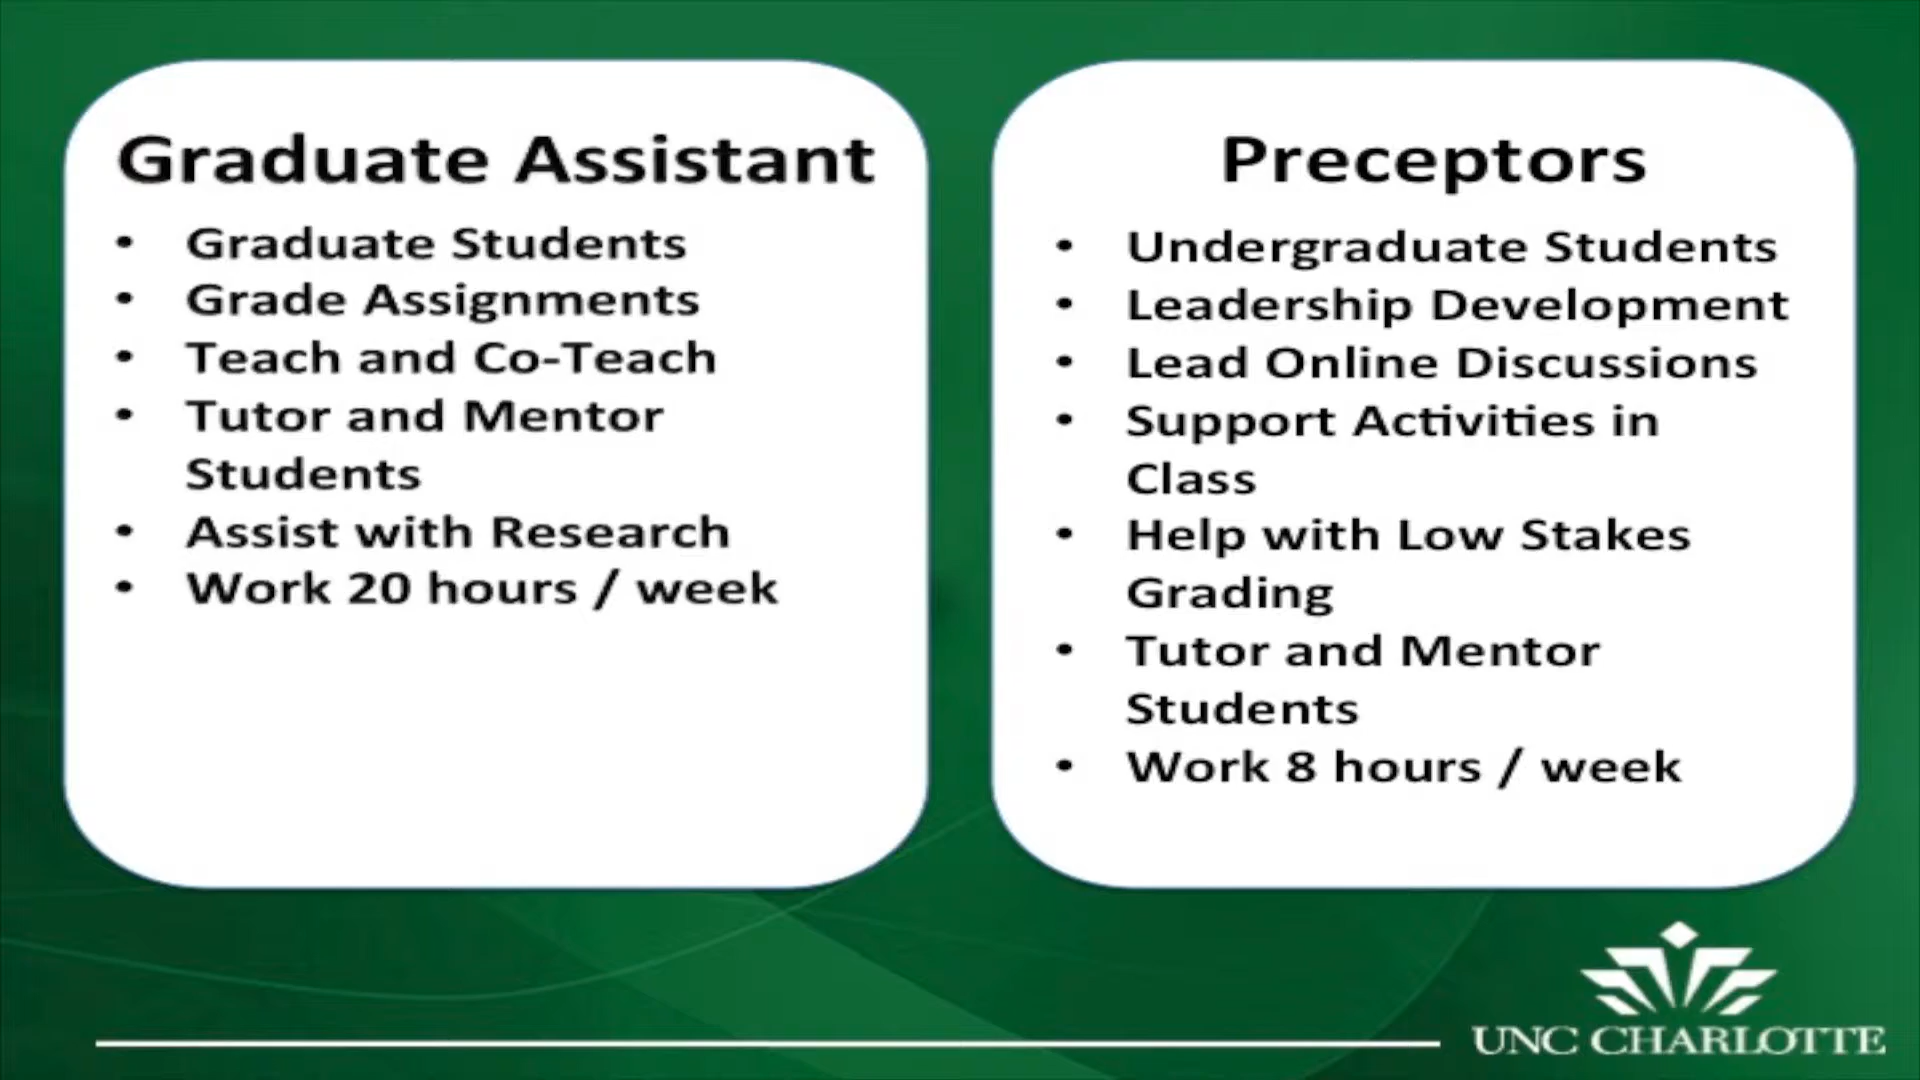 Graduate Assistant
• Graduate Students
• Grade Assignments
• Teach and Co-Teach
• Tutor and Mentor
Students
• Assist with Research
• Work 20 hours / week
Preceptors
• Undergraduate Students
• Leadership Development
• Lead Online Discussions
• Support Activities in
Class
• Help with Low Stakes
Grading
• Tutor and Mentor
Students
• Work 8 hours / week
UNC CHARLOTTE